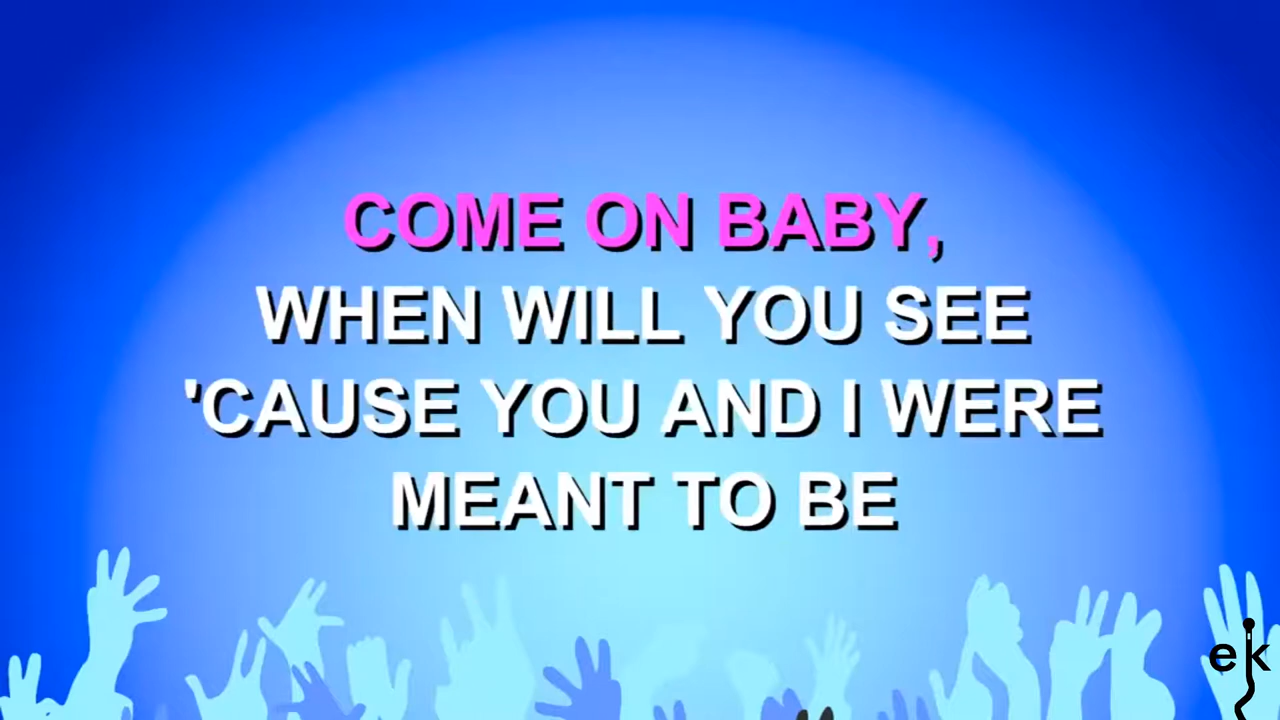 COME ON BABY,
WHEN WILL YOU SEE
'CAUSE YOU AND I WERE
MEANT TO BE
ek